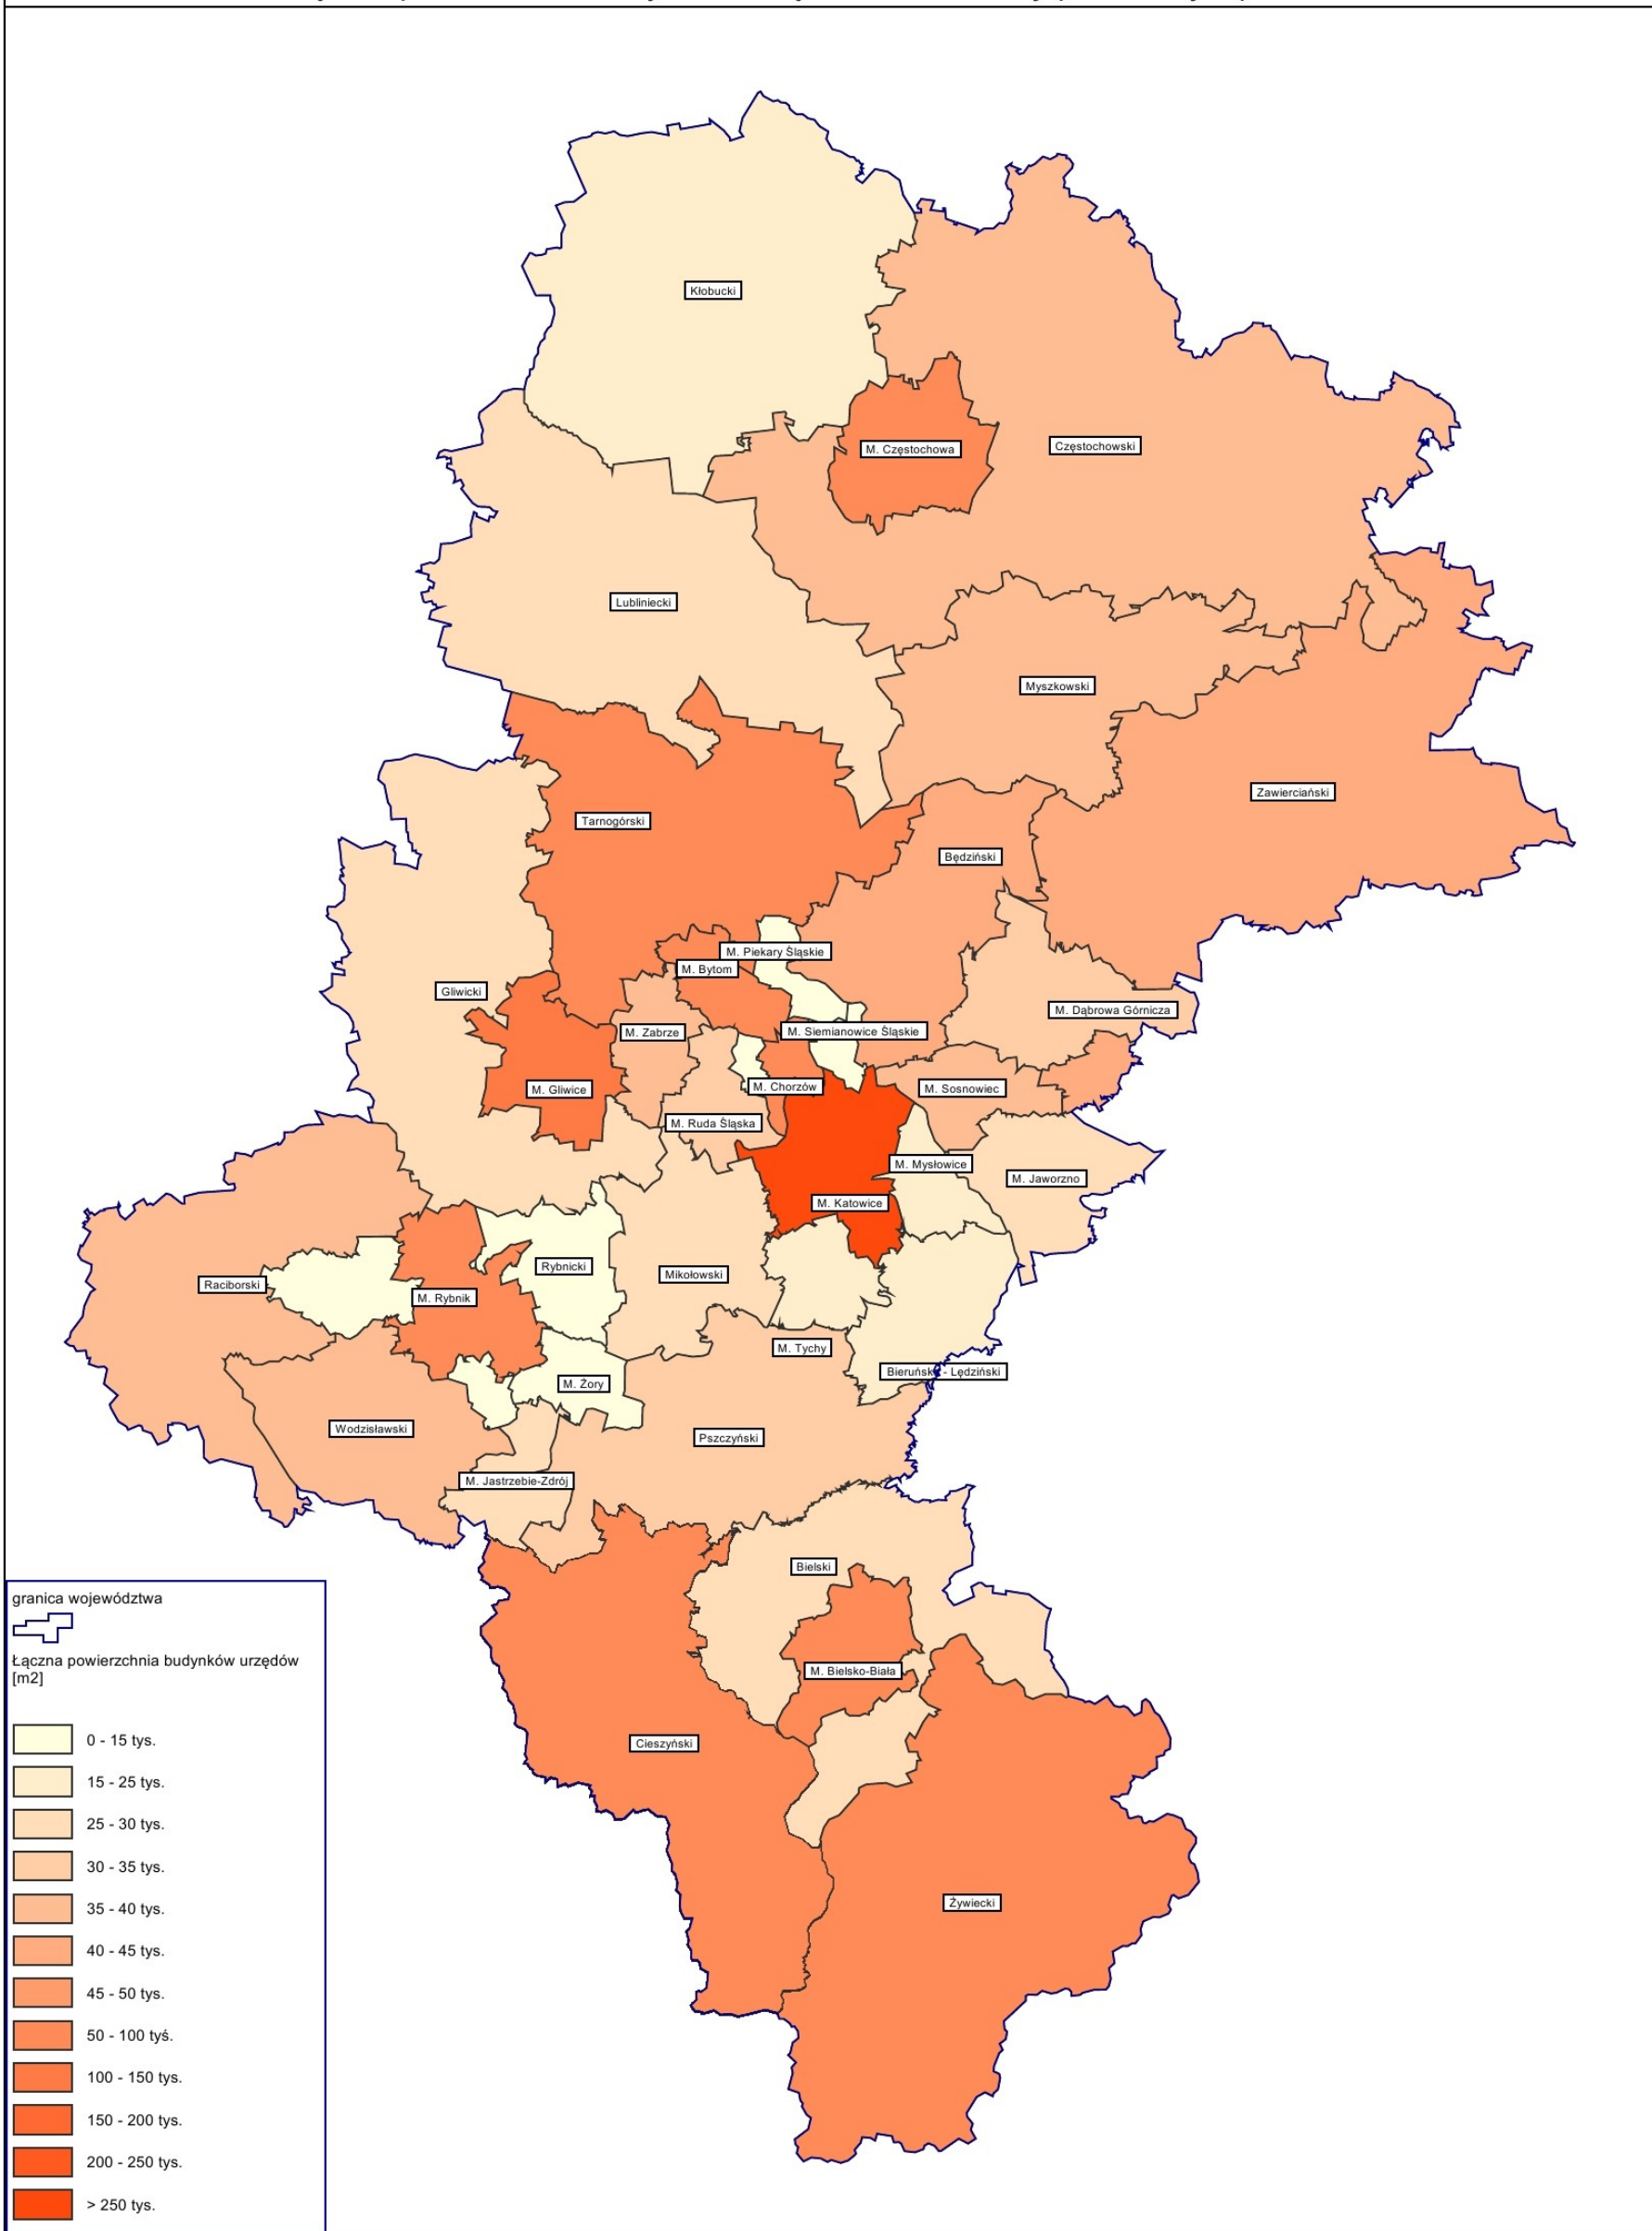 Kłobucki
M. Częstochowa
Częstochowski
Lubliniecki
Myszkowski
Zawierciański
Tarnogórski
Będziński
M. Piekary Śląskie
M. Bytom
Gliwicki
M. Dąbrowa Górnicza
M. Zabrze
M. Siemianowice Śląskie
M. Gliwice
M. Chorzów
M. Sosnowiec
M. Ruda Śląska
M. Mysłowice
M. Jaworzno
M. Katowice
Rybnicki
Mikołowski
Raciborski
M. Rybnik
M. Tychy
Bieruńsk - Lędziński
M. Żory
Wodzisławski
Pszczyński
M. Jastrzebie-Zdrój
Bielski
M. Bielsko-Biała
Cieszyński
Żywiecki
granica województwa
Łączna powierzchnia budynków urzędów
[m2]
0 - 15 tys.
15 - 25 tys.
25 - 30 tys.
30 - 35 tys.
35 - 40 tys.
40 - 45 tys.
45 - 50 tys.
50 - 100 tyś.
100 - 150 tys.
150 - 200 tys.
200 - 250 tys.
> 250 tys.